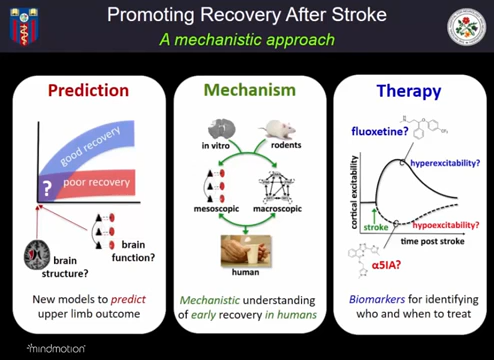 Promoting Recovery After Stroke
A mechanistic approach
Prediction
good recovery
poor recovery
?
brain
structure?
brain
function?
New models to predict
upper limb outcome
Mechanism
in vitro
rodents
mesoscopic
macroscopic
human
Mechanistic understanding
of early recovery in humans
Therapy
fluoxetine?
cortical excitability
hyperexcitability?
stroke
hypoexcitability?
time post stroke
α5IA?
Biomarkers for identifying
who and when to treat
mindmotion